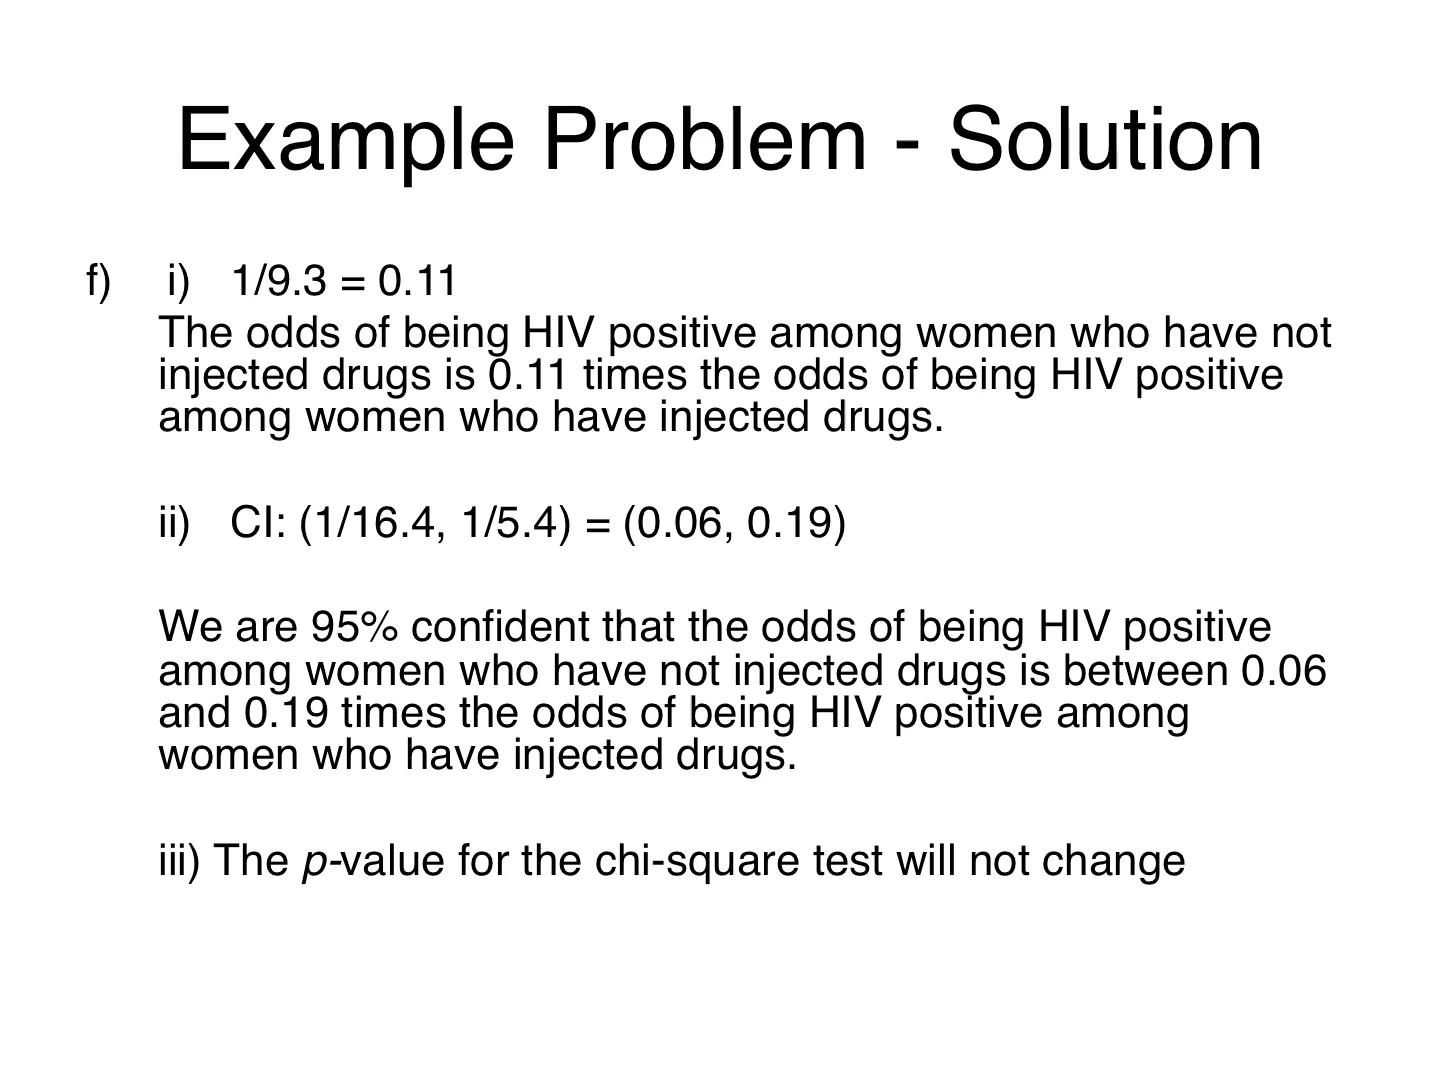 Example Problem - Solution
f) i) 1/9.3 = 0.11
The odds of being HIV positive among women who have not
injected drugs is 0.11 times the odds of being HIV positive
among women who have injected drugs.
ii) CI: (1/16.4, 1/5.4) = (0.06, 0.19)
We are 95% confident that the odds of being HIV positive
among women who have not injected drugs is between 0.06
and 0.19 times the odds of being HIV positive among
women who have injected drugs.
iii) The p-value for the chi-square test will not change